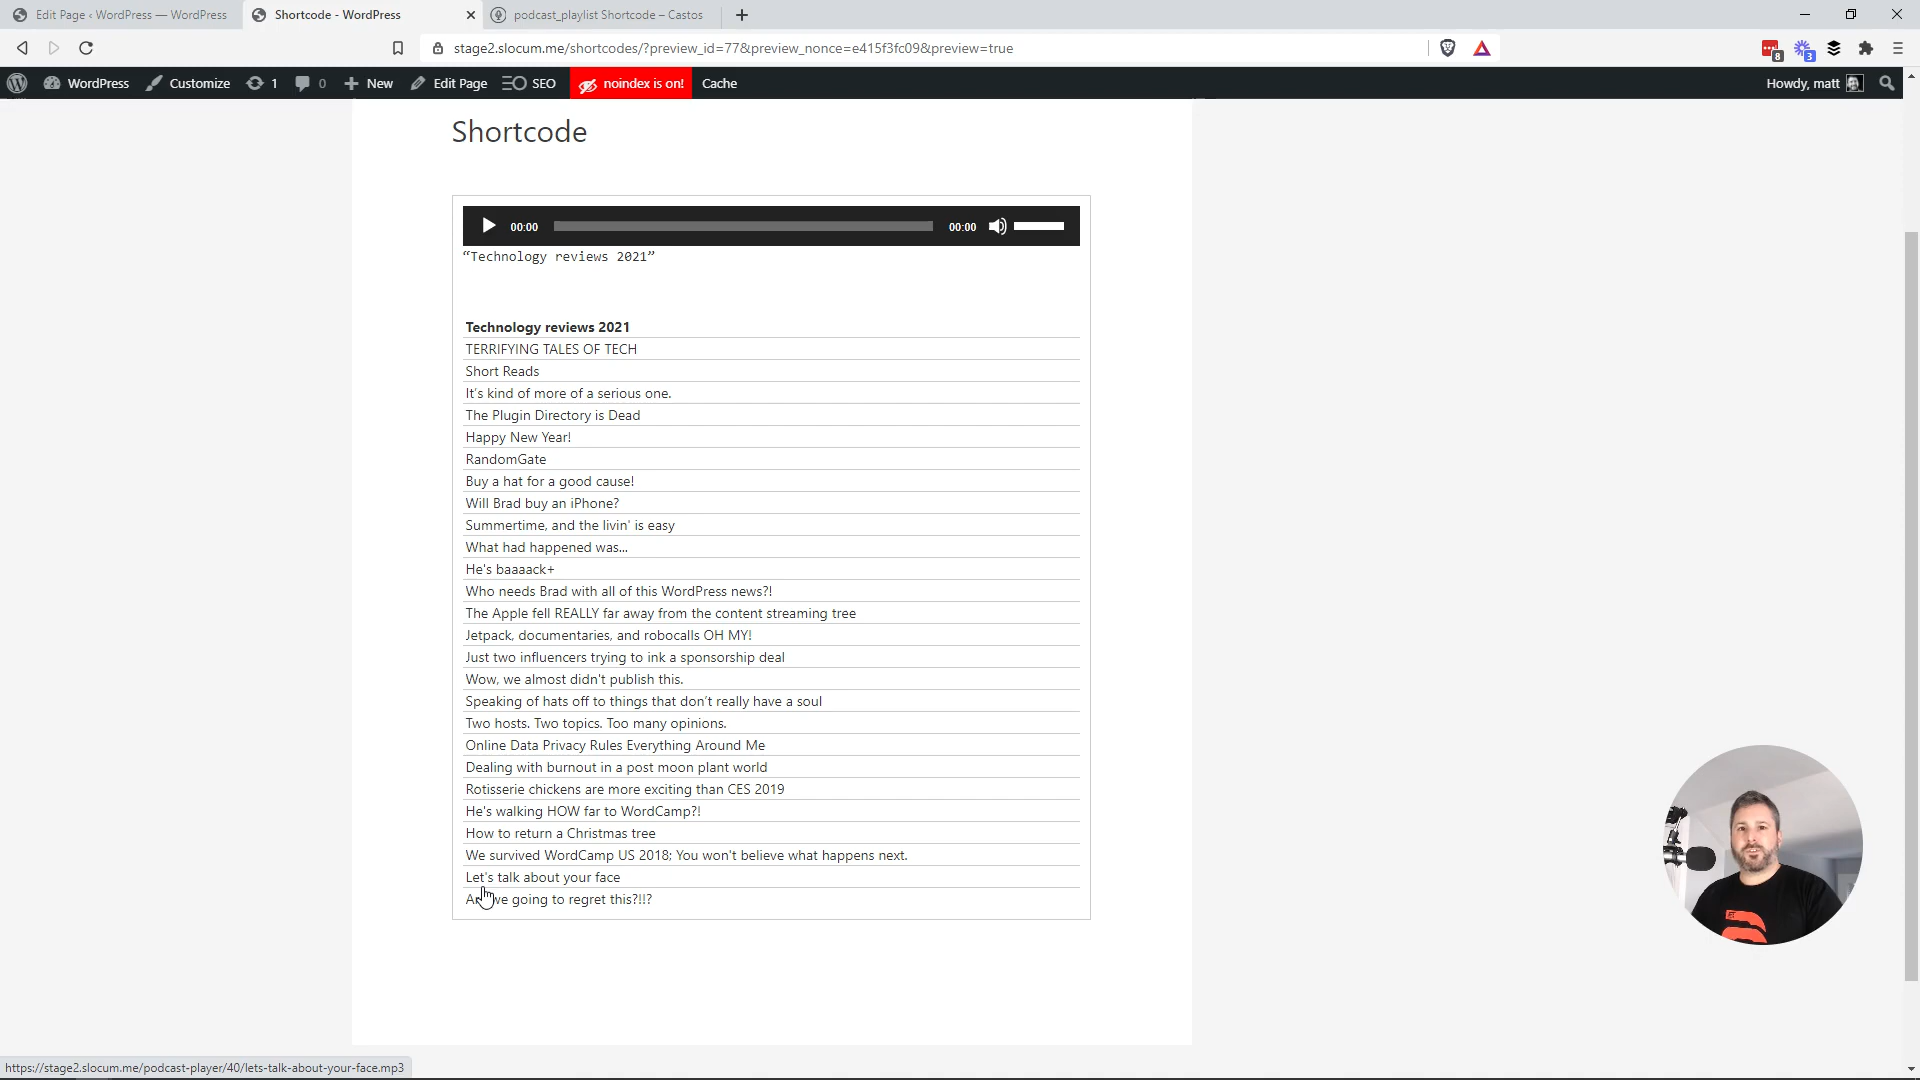 Edit Page ‹ WordPress — WordPress
Shortcode - WordPress
podcast_playlist Shortcode – Castos
stage2.slocum.me/shortcodes/?preview_id=77&preview_nonce=e415f3fc09&preview=true
8
3
WordPress
Customize
1
0
New
Edit Page
SEO
noindex is on!
Cache
Howdy, matt
Shortcode
00:00
00:00
“Technology reviews 2021”
Technology reviews 2021
TERRIFYING TALES OF TECH
Short Reads
It's kind of more of a serious one.
The Plugin Directory is Dead
Happy New Year!
RandomGate
Buy a hat for a good cause!
Will Brad buy an iPhone?
Summertime, and the livin' is easy
What had happened was...
He's baaaack+
Who needs Brad with all of this WordPress news?!
The Apple fell REALLY far away from the content streaming tree
Jetpack, documentaries, and robocalls OH MY!
Just two influencers trying to ink a sponsorship deal
Wow, we almost didn't publish this.
Speaking of hats off to things that don’t really have a soul
Two hosts. Two topics. Too many opinions.
Online Data Privacy Rules Everything Around Me
Dealing with burnout in a post moon plant world
Rotisserie chickens are more exciting than CES 2019
He's walking HOW far to WordCamp?!
How to return a Christmas tree
We survived WordCamp US 2018; You won't believe what happens next.
Let's talk about your face
going to regret this?!!?
https://stage2.slocum.me/podcast-player/40/lets-talk-about-your-face.mp3